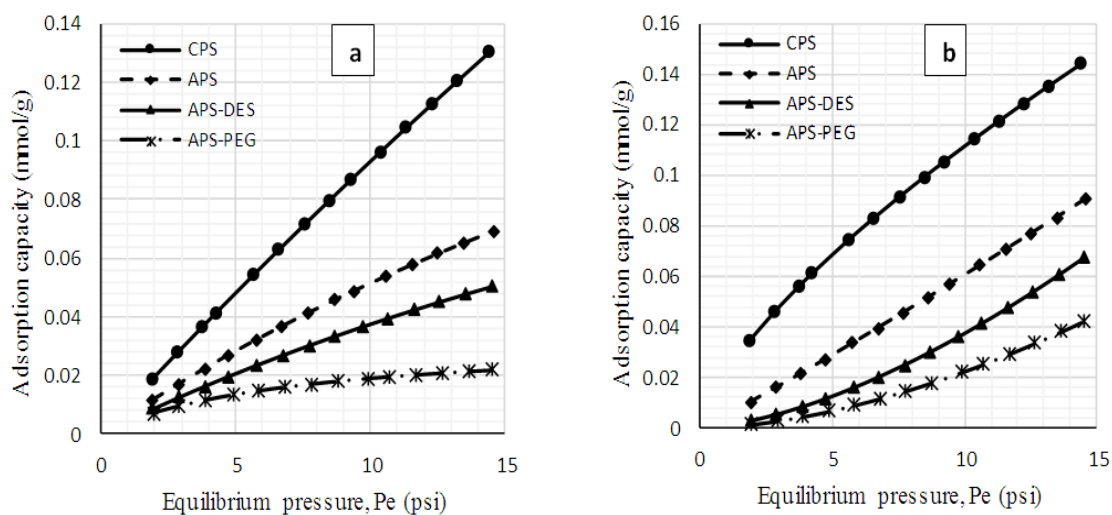 a
CPS
APS
APS-DES
APS-PEG
Adsorption capacity (mmol/g)
0.14
0.12
0.1
0.08
0.06
0.04
0.02
0
0 5 10 15
Equilibrium pressure, Pe (psi)
b
CPS
APS
APS-DES
APS-PEG
Adsorption capacity (mmol/g)
0.16
0.14
0.12
0.1
0.08
0.06
0.04
0.02
0
0 5 10 15
Equilibrium pressure, Pe (psi)